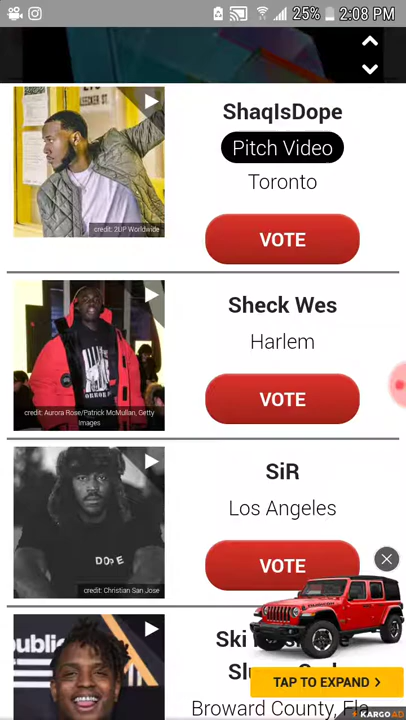 25% 2:08 PM
ShaqIsDope
Pitch Video
Toronto
credit: 2UP Worldwide
VOTE
Sheck Wes
Harlem
VOTE
credit: Aurora Rose/Patrick McMullan, Getty
Images
SiR
Los Angeles
DOPE
VOTE
credit: Christian San Jose
Ski
public
Slu
TAP TO EXPAND >
Broward County, Fla
KARGO AD